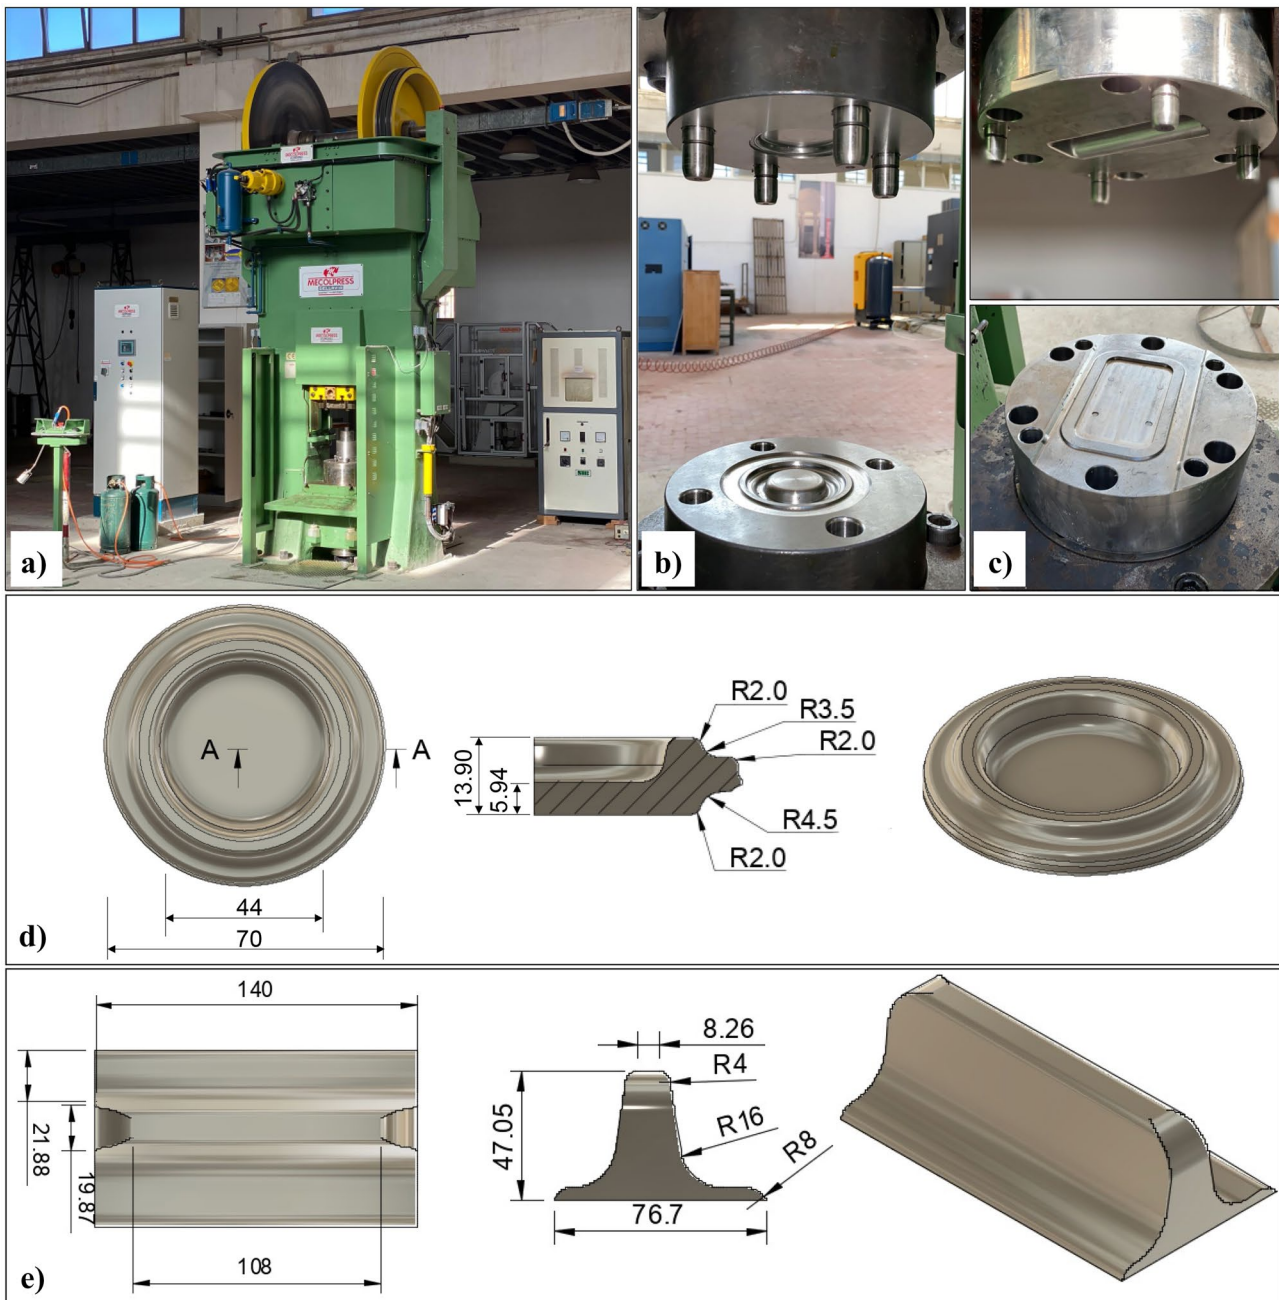 MECOLPRESS
a)
b)
c)
R2.0
R3.5
R2.0
A
A
13.90
5.94
R4.5
R2.0
44
70
d)
140
8.26
R4
47.05
R16
R8
21.88
19.87
76.7
108
e)